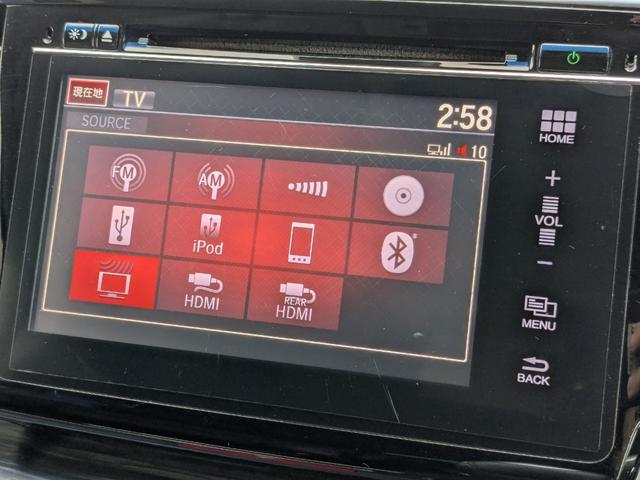 現在地 TV 2:58
SOURCE 10
FM AM
iPod
HDMI REAR HDMI
HOME
+
VOL
−
MENU
BACK